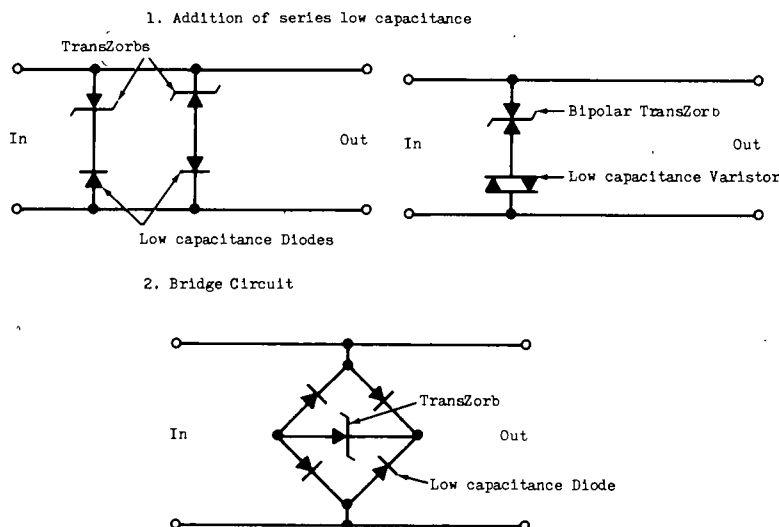 1. Addition of series low capacitance
TransZorbs
In
Out
Low capacitance Diodes
Bipolar TransZorb
In
Out
Low capacitance Varistor
2. Bridge Circuit
TransZorb
In
Out
Low capacitance Diode